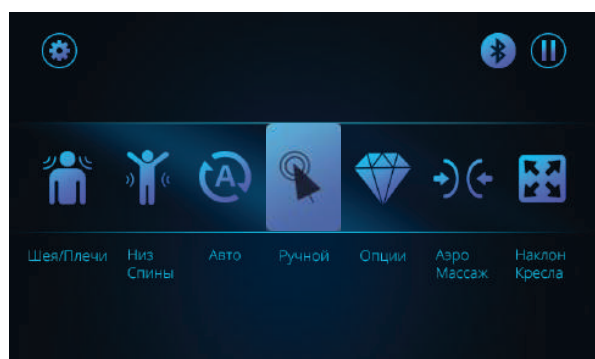 Шея/Плечи
Низ
Спины
Авто
Ручной
Опции
Аэро
Массаж
Наклон
Кресла